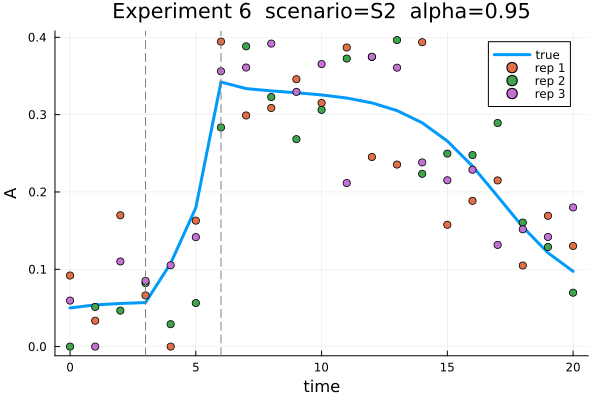 Experiment 6  scenario=S2  alpha=0.95
0.4
0.3
0.2
0.1
0.0
A
true
rep 1
rep 2
rep 3
0 5 10 15 20
time